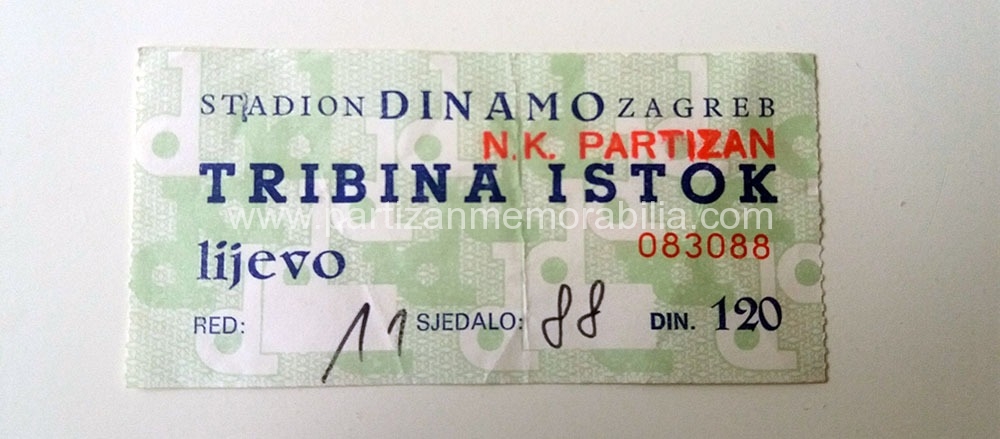 STADION DINAMO ZAGREB
N.K. PARTIZAN
TRIBINA ISTOK
www.partizanmemorabilia.com
lijevo 083088
RED: 11 SJEDALO: 88 DIN. 120